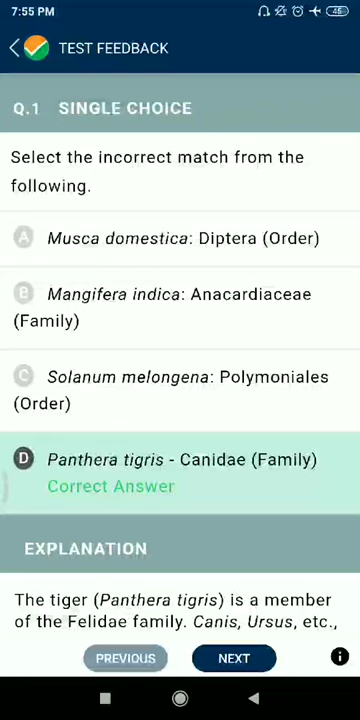 7:55 PM
45
TEST FEEDBACK
Q.1 SINGLE CHOICE
Select the incorrect match from the
following.
A Musca domestica: Diptera (Order)
B Mangifera indica: Anacardiaceae
(Family)
C Solanum melongena: Polymoniales
(Order)
D Panthera tigris - Canidae (Family)
Correct Answer
EXPLANATION
The tiger (Panthera tigris) is a member
of the Felidae family. Canis, Ursus, etc.,
PREVIOUS
NEXT